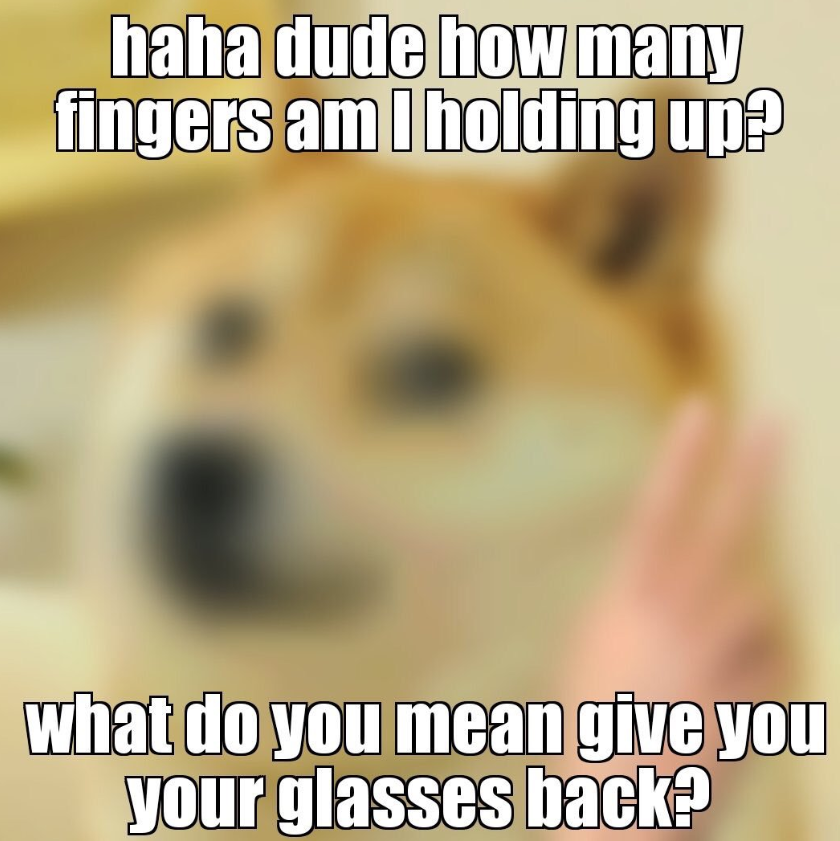 haha dude how many
fingers am I holding up?
what do you mean give you
your glasses back?